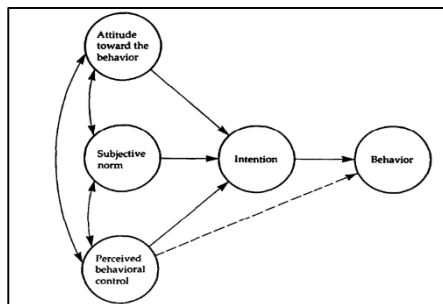 Attitude
toward the
behavior
Subjective
norm
Intention
Behavior
Perceived
behavioral
control